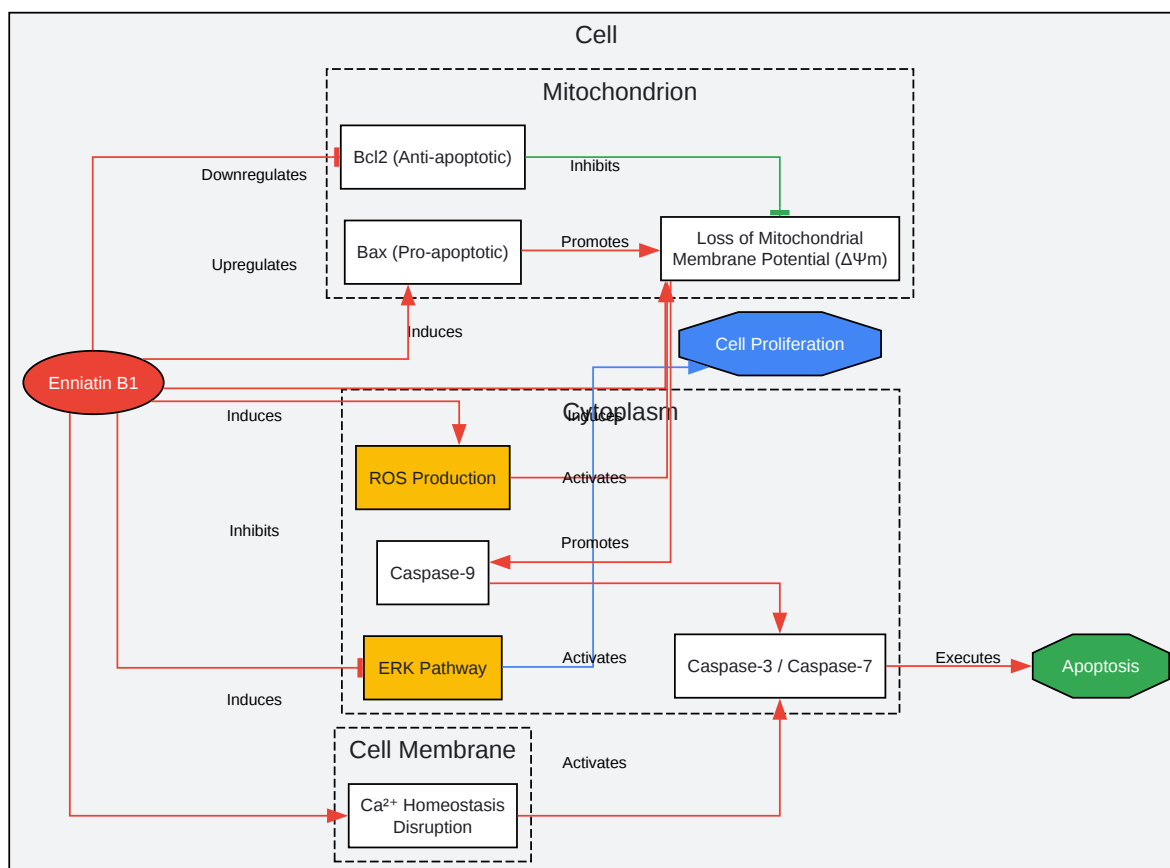 Cell
Mitochondrion
Bcl2 (Anti-apoptotic)
Inhibits
Downregulates
Bax (Pro-apoptotic)
Promotes
Loss of Mitochondrial
Membrane Potential (ΔΨm)
Upregulates
Induces
Cell Proliferation
Enniatin B1
Cytoplasm
Induces
Induces
ROS Production
Activates
Inhibits
Promotes
Caspase-9
ERK Pathway
Activates
Caspase-3 / Caspase-7
Executes
Apoptosis
Induces
Cell Membrane
Activates
Ca²⁺ Homeostasis
Disruption